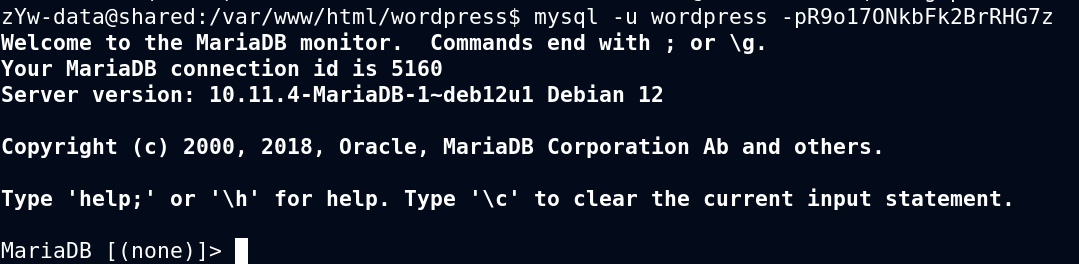 zYw-data@shared:/var/www/html/wordpress$ mysql -u wordpress -pR9o17ONkbFk2BrRHG7z
Welcome to the MariaDB monitor.  Commands end with ; or \g.
Your MariaDB connection id is 5160
Server version: 10.11.4-MariaDB-1~deb12u1 Debian 12
Copyright (c) 2000, 2018, Oracle, MariaDB Corporation Ab and others.
Type 'help;' or '\h' for help. Type '\c' to clear the current input statement.
MariaDB [(none)]>